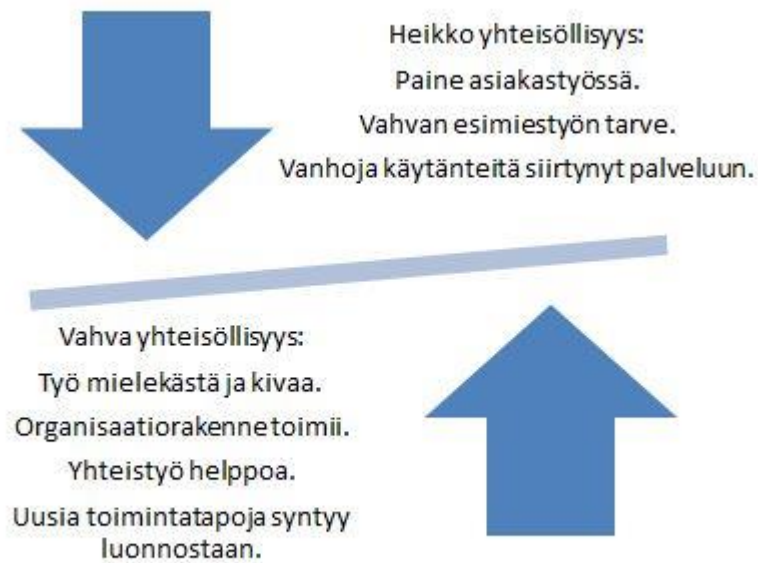 Heikko yhteisöllisyys:
Paine asiakastyössä.
Vahvan esimiestyön tarve.
Vanhoja käytänteitä siirtynyt palveluun.
Vahva yhteisöllisyys:
Työ mielekästä ja kivaa.
Organisaatiorakenne toimii.
Yhteistyö helppoa.
Uusia toimintatapoja syntyy
luonnostaan.